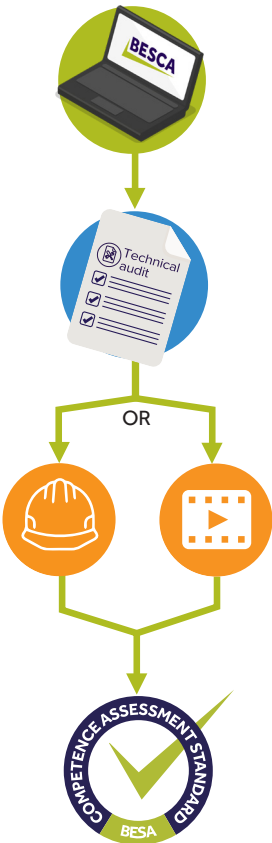 BESCA
Technical
audit
OR
COMPETENCE ASSESSMENT STANDARD
BESA